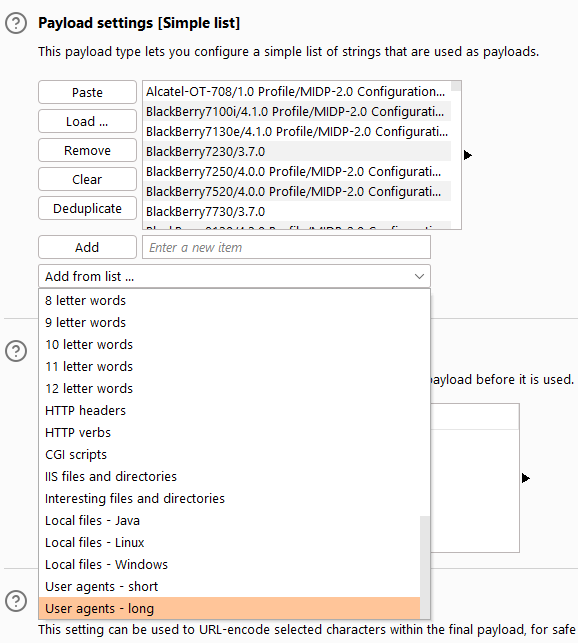 Payload settings [Simple list]
This payload type lets you configure a simple list of strings that are used as payloads.
Paste
Load ...
Remove
Clear
Deduplicate
Alcatel-OT-708/1.0 Profile/MIDP-2.0 Configuration...
BlackBerry7100i/4.1.0 Profile/MIDP-2.0 Configurati...
BlackBerry7130e/4.1.0 Profile/MIDP-2.0 Configurati...
BlackBerry7230/3.7.0
BlackBerry7250/4.0.0 Profile/MIDP-2.0 Configurati...
BlackBerry7520/4.0.0 Profile/MIDP-2.0 Configurati...
BlackBerry7730/3.7.0
Add
Enter a new item
Add from list ...
8 letter words
9 letter words
10 letter words
11 letter words
12 letter words
HTTP headers
HTTP verbs
CGI scripts
IIS files and directories
Interesting files and directories
Local files - Java
Local files - Linux
Local files - Windows
User agents - short
User agents - long
payload before it is used.
This setting can be used to URL-encode selected characters within the final payload, for safe